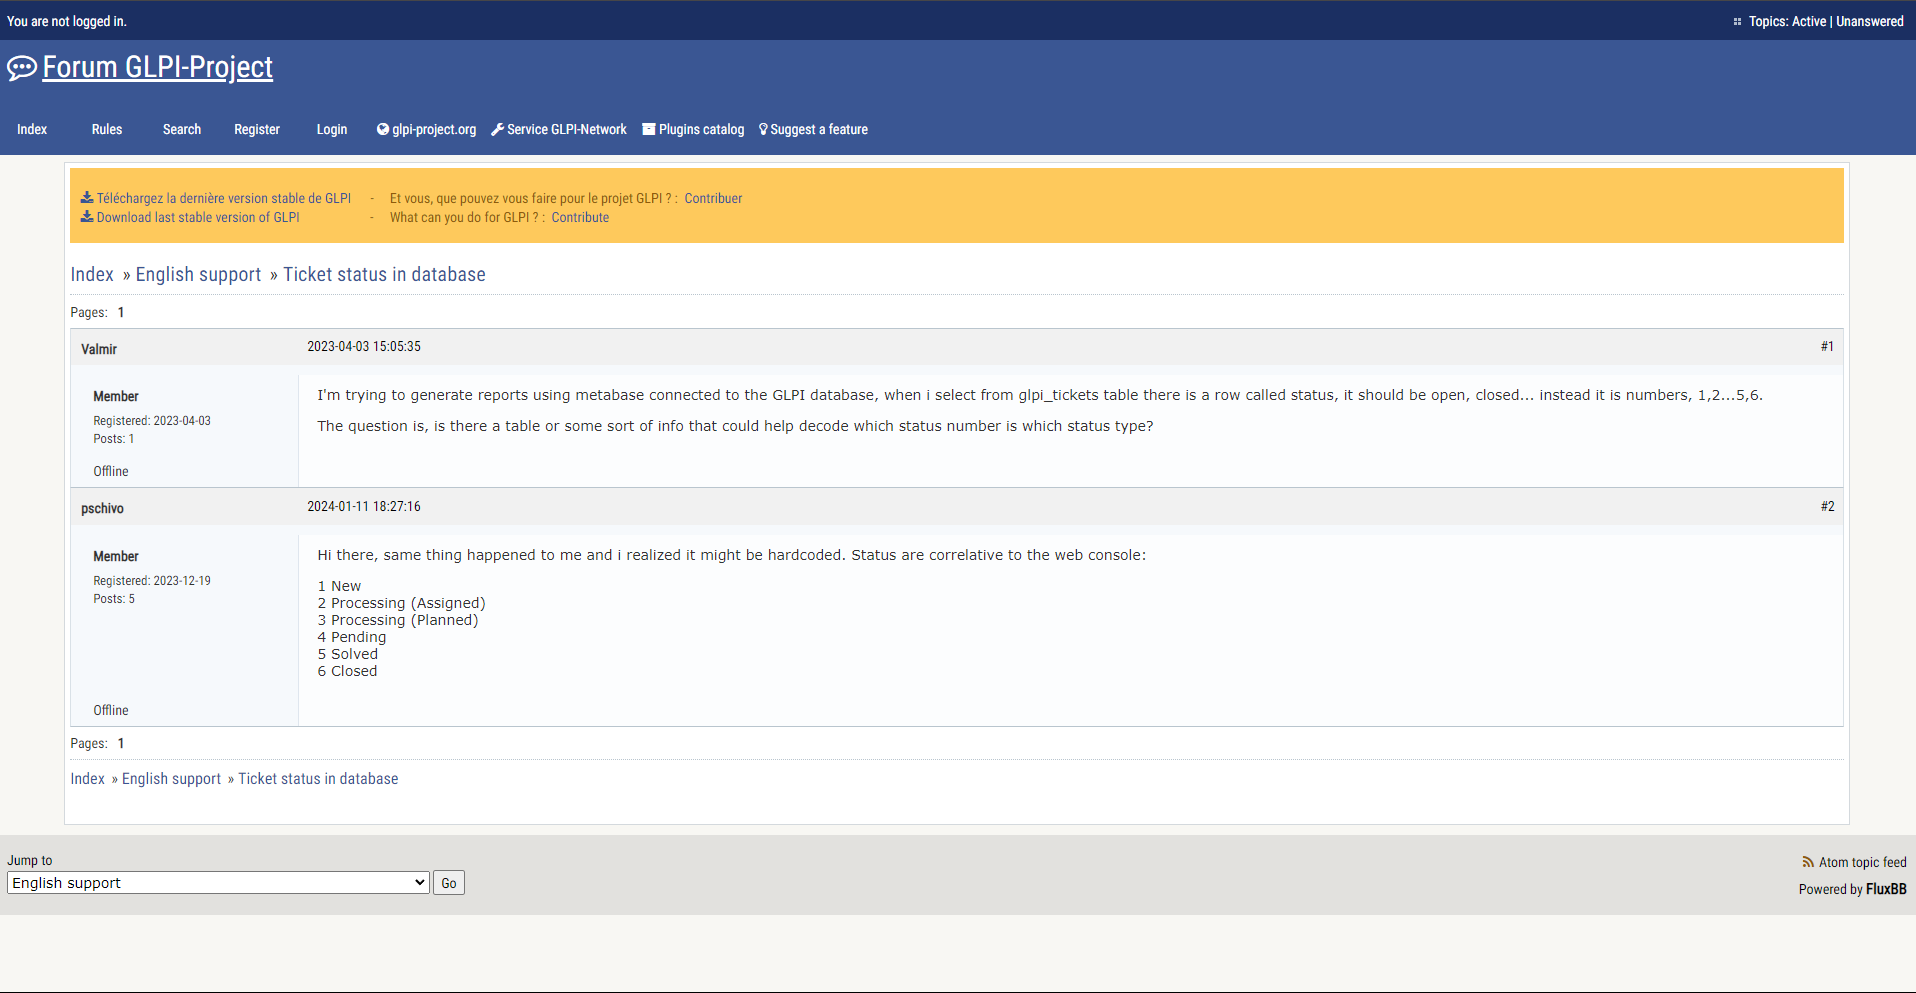 You are not logged in.
Topics: Active | Unanswered
Forum GLPI-Project
Index Rules Search Register Login glpi-project.org Service GLPI-Network Plugins catalog Suggest a feature
Téléchargez la dernière version stable de GLPI - Et vous, que pouvez vous faire pour le projet GLPI ? : Contribuer
Download last stable version of GLPI - What can you do for GLPI ? : Contribute
Index » English support » Ticket status in database
Pages: 1
Valmir 2023-04-03 15:05:35 #1
Member
Registered: 2023-04-03
Posts: 1
Offline
I'm trying to generate reports using metabase connected to the GLPI database, when i select from glpi_tickets table there is a row called status, it should be open, closed... instead it is numbers, 1,2...5,6.
The question is, is there a table or some sort of info that could help decode which status number is which status type?
pschivo 2024-01-11 18:27:16 #2
Member
Registered: 2023-12-19
Posts: 5
Offline
Hi there, same thing happened to me and i realized it might be hardcoded. Status are correlative to the web console:
1 New
2 Processing (Assigned)
3 Processing (Planned)
4 Pending
5 Solved
6 Closed
Pages: 1
Index » English support » Ticket status in database
Jump to
English support Go
Atom topic feed
Powered by FluxBB